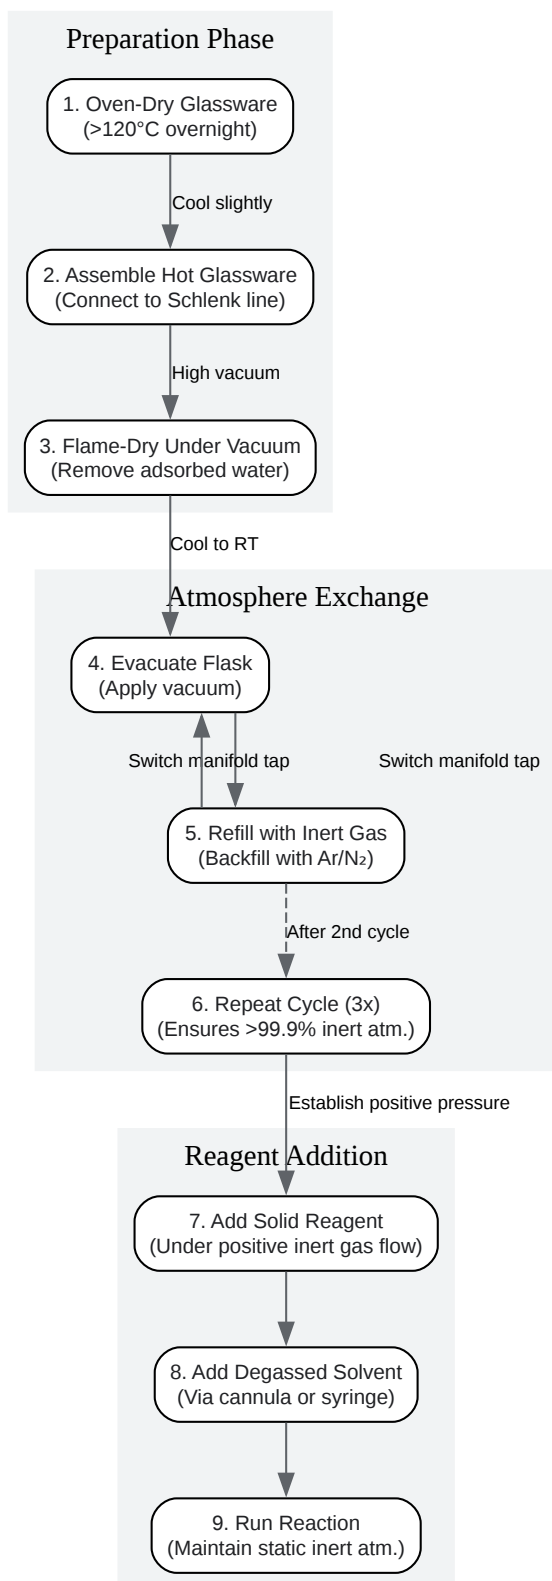 Preparation Phase
1. Oven-Dry Glassware
(>120°C overnight)
Cool slightly
2. Assemble Hot Glassware
(Connect to Schlenk line)
High vacuum
3. Flame-Dry Under Vacuum
(Remove adsorbed water)
Cool to RT
Atmosphere Exchange
4. Evacuate Flask
(Apply vacuum)
Switch manifold tap
Switch manifold tap
5. Refill with Inert Gas
(Backfill with Ar/N₂)
After 2nd cycle
6. Repeat Cycle (3x)
(Ensures >99.9% inert atm.)
Establish positive pressure
Reagent Addition
7. Add Solid Reagent
(Under positive inert gas flow)
8. Add Degassed Solvent
(Via cannula or syringe)
9. Run Reaction
(Maintain static inert atm.)